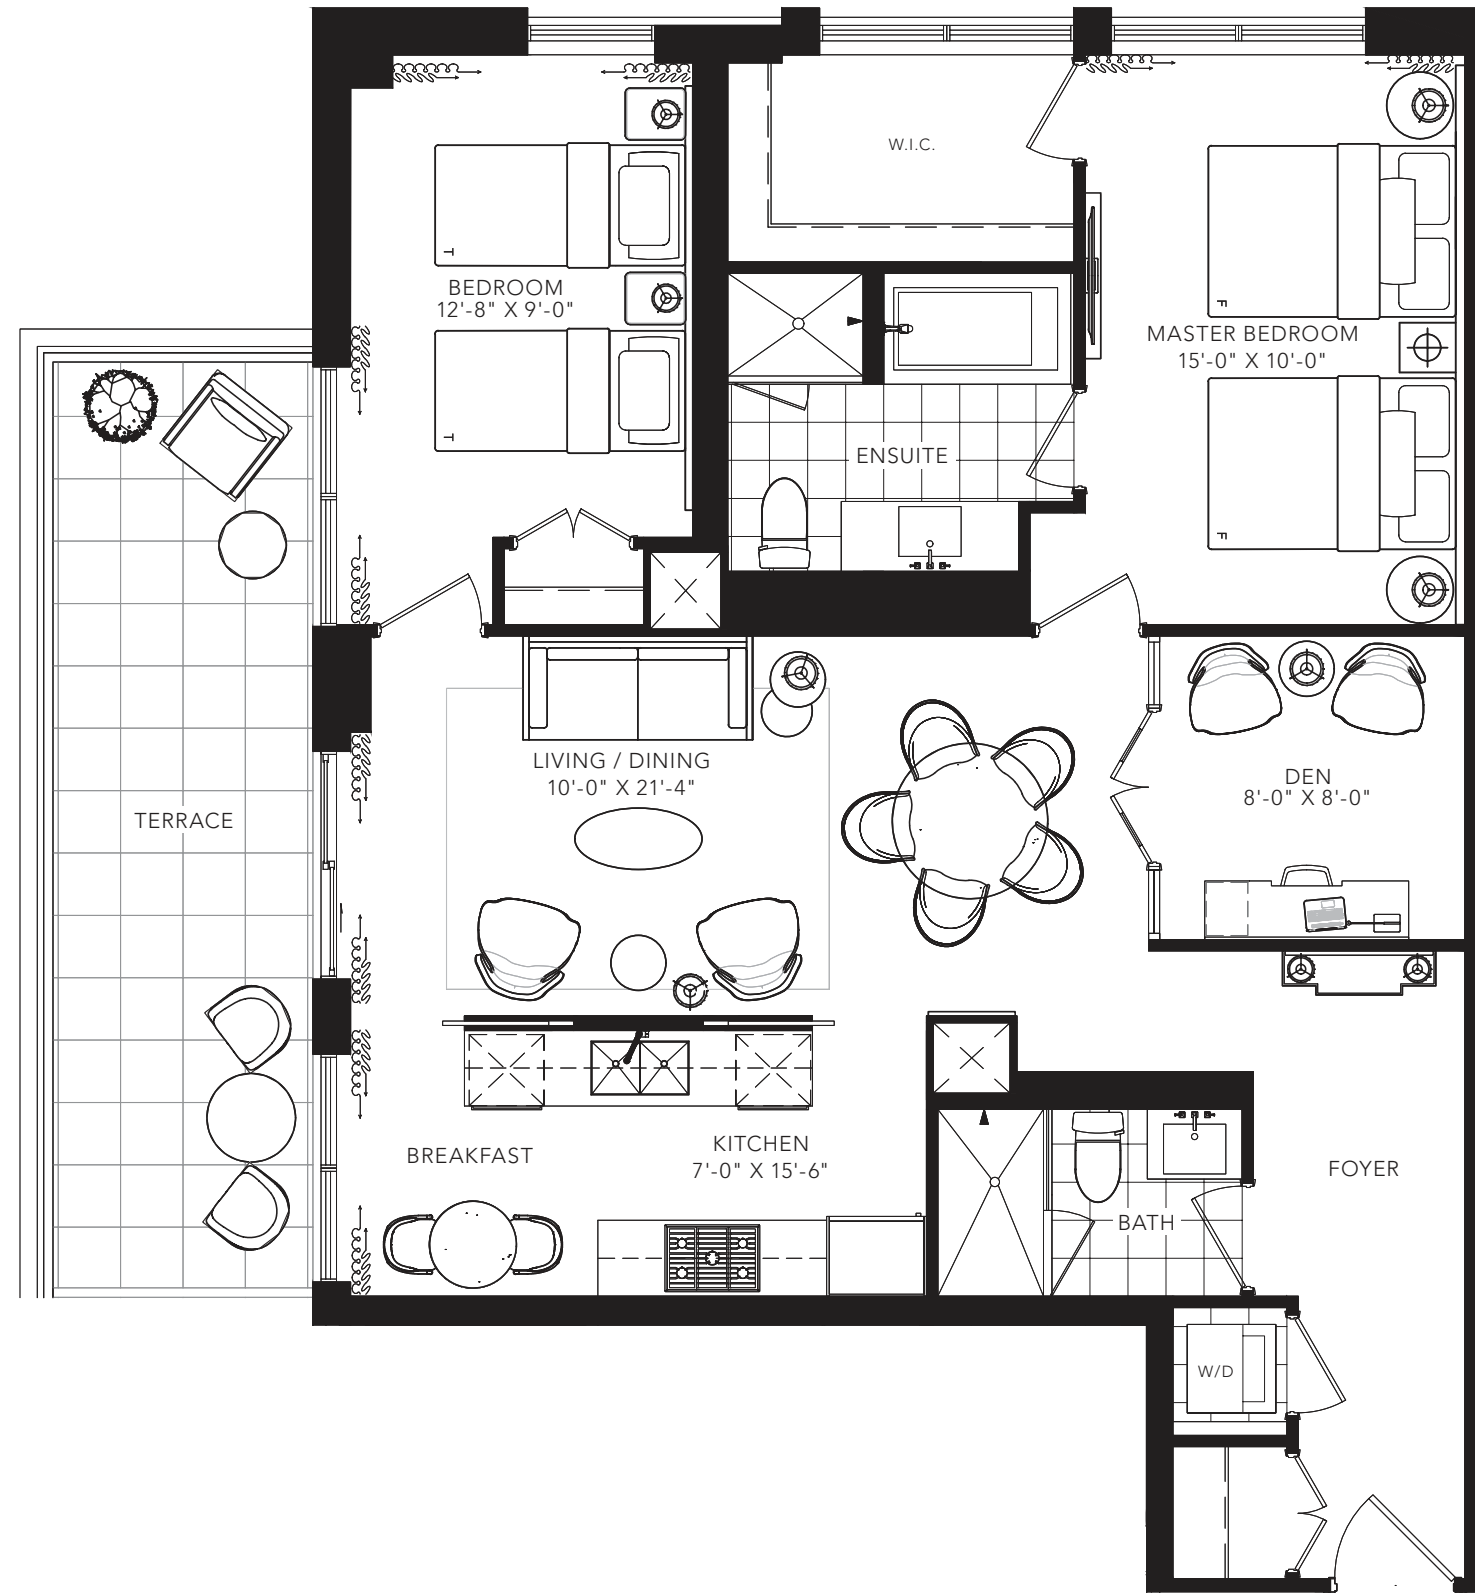 W.I.C.
BEDROOM
12'-8" X 9'-0"
T
T
MASTER BEDROOM
15'-0" X 10'-0"
F
F
ENSUITE
LIVING / DINING
10'-0" X 21'-4"
DEN
8'-0" X 8'-0"
TERRACE
BREAKFAST
KITCHEN
7'-0" X 15'-6"
BATH
FOYER
W/D